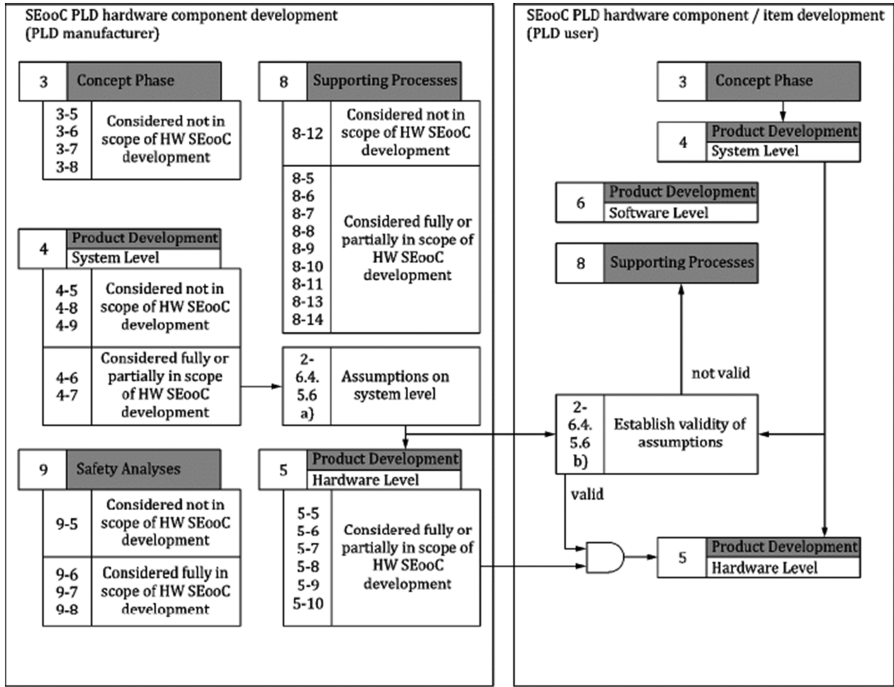 SEooC PLD hardware component development
(PLD manufacturer)
3
Concept Phase
3-5
3-6
3-7
3-8
Considered not in
scope of HW SEooC
development
4
Product Development
System Level
4-5
4-8
4-9
Considered not in
scope of HW SEooC
development
4-6
4-7
Considered fully or
partially in scope
of HW SEooC
development
9
Safety Analyses
9-5
Considered not in
scope of HW SEooC
development
9-6
9-7
9-8
Considered fully in
scope of HW SEooC
development
8
Supporting Processes
8-12
Considered not in
scope of HW SEooC
development
8-5
8-6
8-7
8-8
8-9
8-10
8-11
8-13
8-14
Considered fully or
partially in scope of
HW SEooC
development
2-
6.4.
5.6
a)
Assumptions on
system level
5
Product Development
Hardware Level
5-5
5-6
5-7
5-8
5-9
5-10
Considered fully or
partially in scope of
HW SEooC
development
SEooC PLD hardware component / item development
(PLD user)
3
Concept Phase
4
Product Development
System Level
6
Product Development
Software Level
8
Supporting Processes
not valid
2-
6.4.
5.6
b)
Establish validity of
assumptions
valid
5
Product Development
Hardware Level